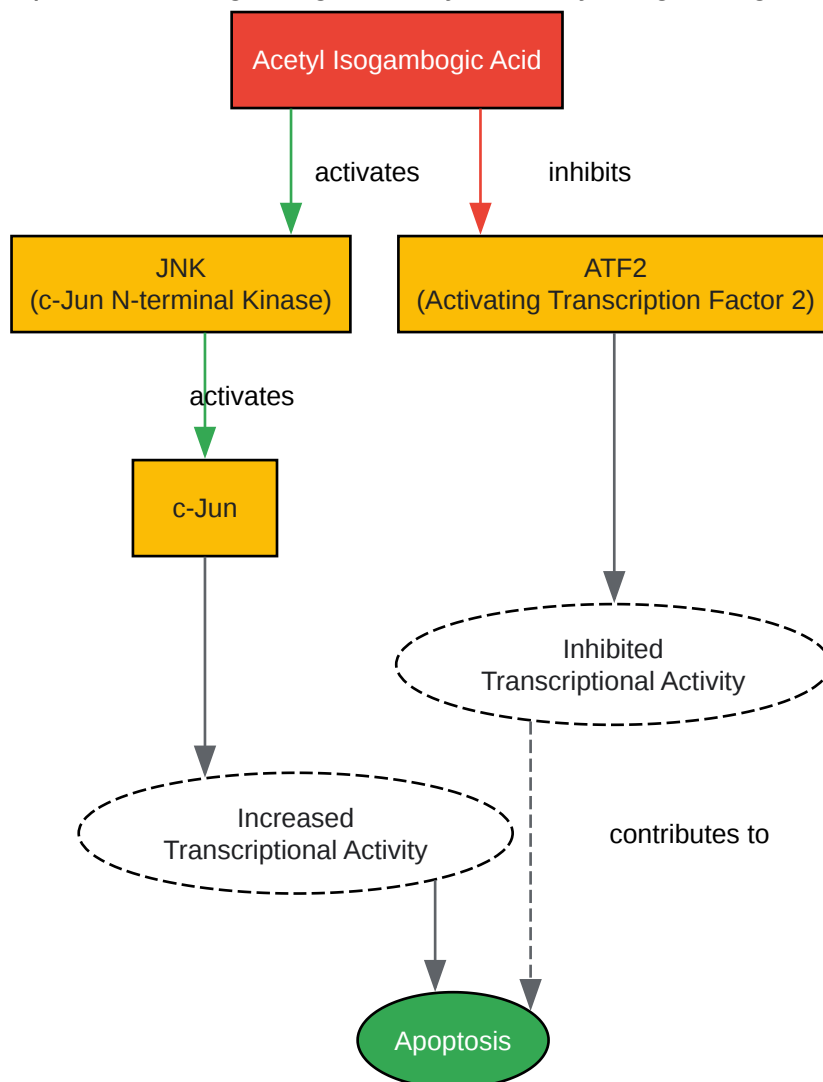 Acetyl Isogambogic Acid
activates
inhibits
JNK
(c-Jun N-terminal Kinase)
ATF2
(Activating Transcription Factor 2)
activates
c-Jun
Inhibited
Transcriptional Activity
Increased
Transcriptional Activity
contributes to
Apoptosis